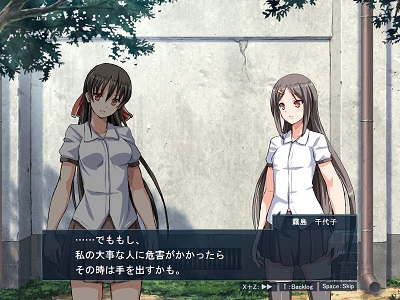 霧島　千代子
……でももし、
私の大事な人に危害がかかったら
その時は手を出すかも。
X+Z: ▶▶ | ↑:Backlog | Space:Skip